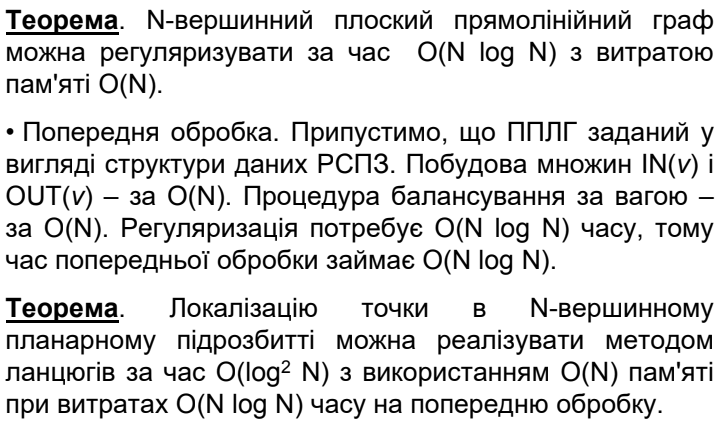 Теорема. N-вершинний плоский прямолінійний граф
можна регуляризувати за час O(N log N) з витратою
пам'яті O(N).
• Попередня обробка. Припустимо, що ППЛГ заданий у
вигляді структури даних РСПЗ. Побудова множин IN(v) і
OUT(v) – за O(N). Процедура балансування за вагою –
за O(N). Регуляризація потребує O(N log N) часу, тому
час попередньої обробки займає O(N log N).
Теорема. Локалізацію точки в N-вершинному
планарному підрозбитті можна реалізувати методом
ланцюгів за час O(log² N) з використанням O(N) пам'яті
при витратах O(N log N) часу на попередню обробку.